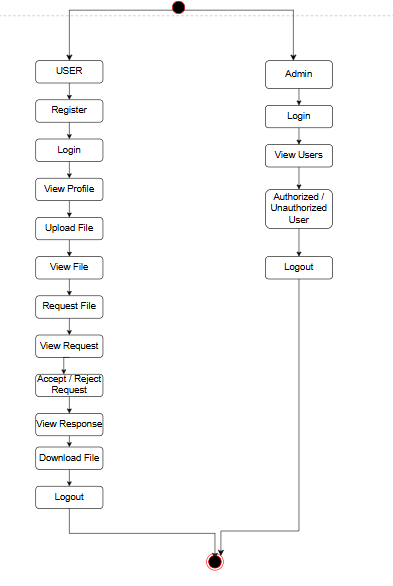 USER
Register
Login
View Profile
Upload File
View File
Request File
View Request
Accept / Reject
Request
View Response
Download File
Logout
Admin
Login
View Users
Authorized /
Unauthorized
User
Logout